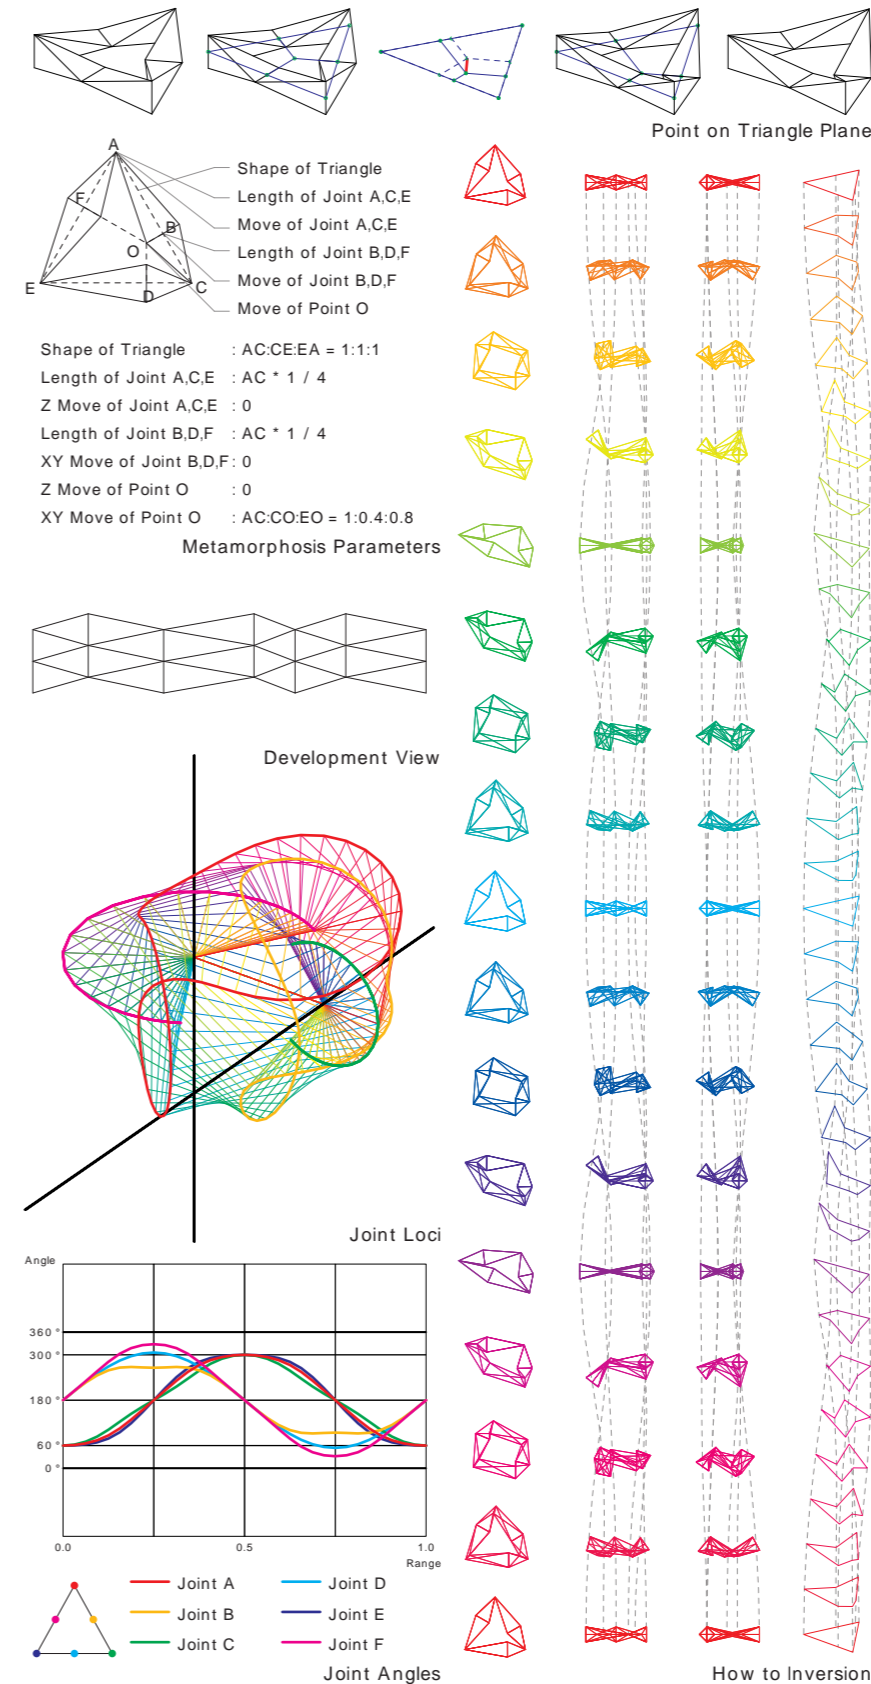 Point on Triangle Plane
A
F
B
O
E
D
C
Shape of Triangle
Length of Joint A,C,E
Move of Joint A,C,E
Length of Joint B,D,F
Move of Joint B,D,F
Move of Point O
Shape of Triangle : AC:CE:EA = 1:1:1
Length of Joint A,C,E : AC * 1 / 4
Z Move of Joint A,C,E : 0
Length of Joint B,D,F : AC * 1 / 4
XY Move of Joint B,D,F : 0
Z Move of Point O : 0
XY Move of Point O : AC:CO:EO = 1:0.4:0.8
Metamorphosis Parameters
Development View
Joint Loci
Angle
360 °
300 °
180 °
60 °
0 °
0.0 0.5 1.0
Range
Joint A Joint D
Joint B Joint E
Joint C Joint F
Joint Angles
How to Inversion